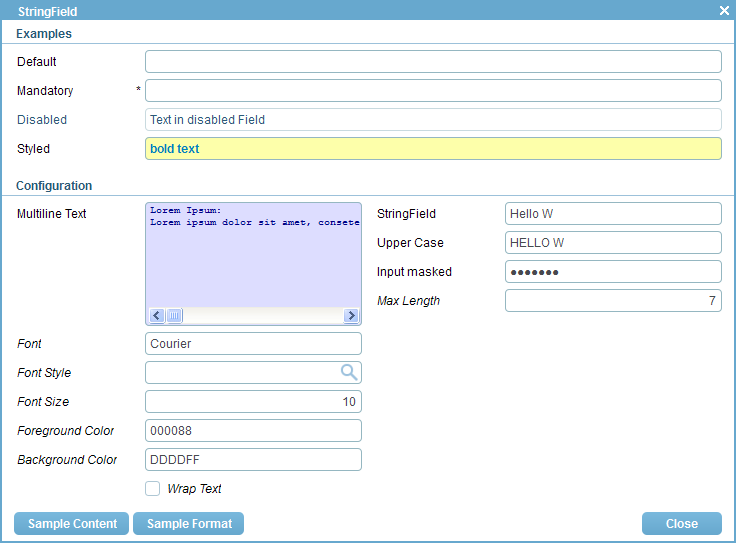 StringField
Examples
Default
Mandatory *
Disabled Text in disabled Field
Styled bold text
Configuration
Multiline Text Lorem Ipsum:
Lorem ipsum dolor sit amet, consete
StringField Hello W
Upper Case HELLO W
Input masked ●●●●●●●
Max Length 7
Font Courier
Font Style
Font Size 10
Foreground Color 000088
Background Color DDDDFF
Wrap Text
Sample Content Sample Format Close